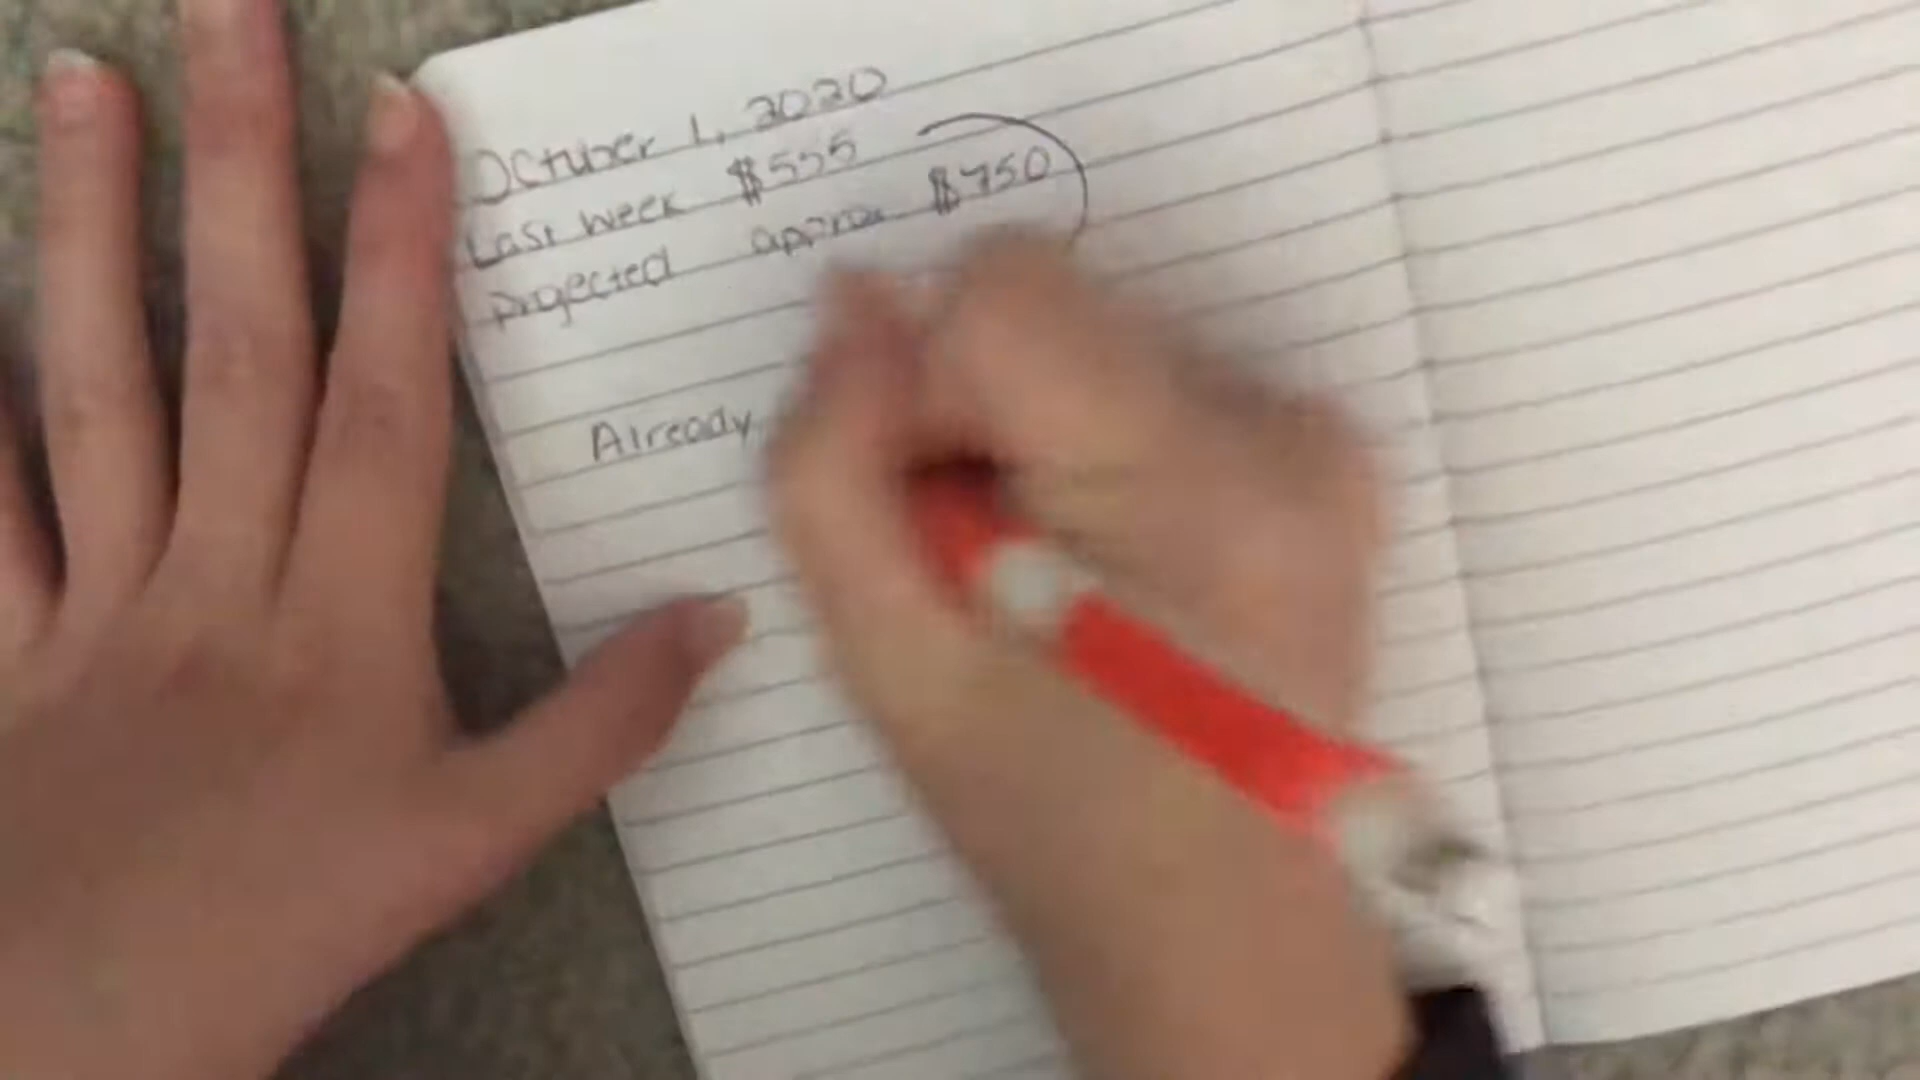 October 1, 2020
Last week $555
projected approx $750
Already